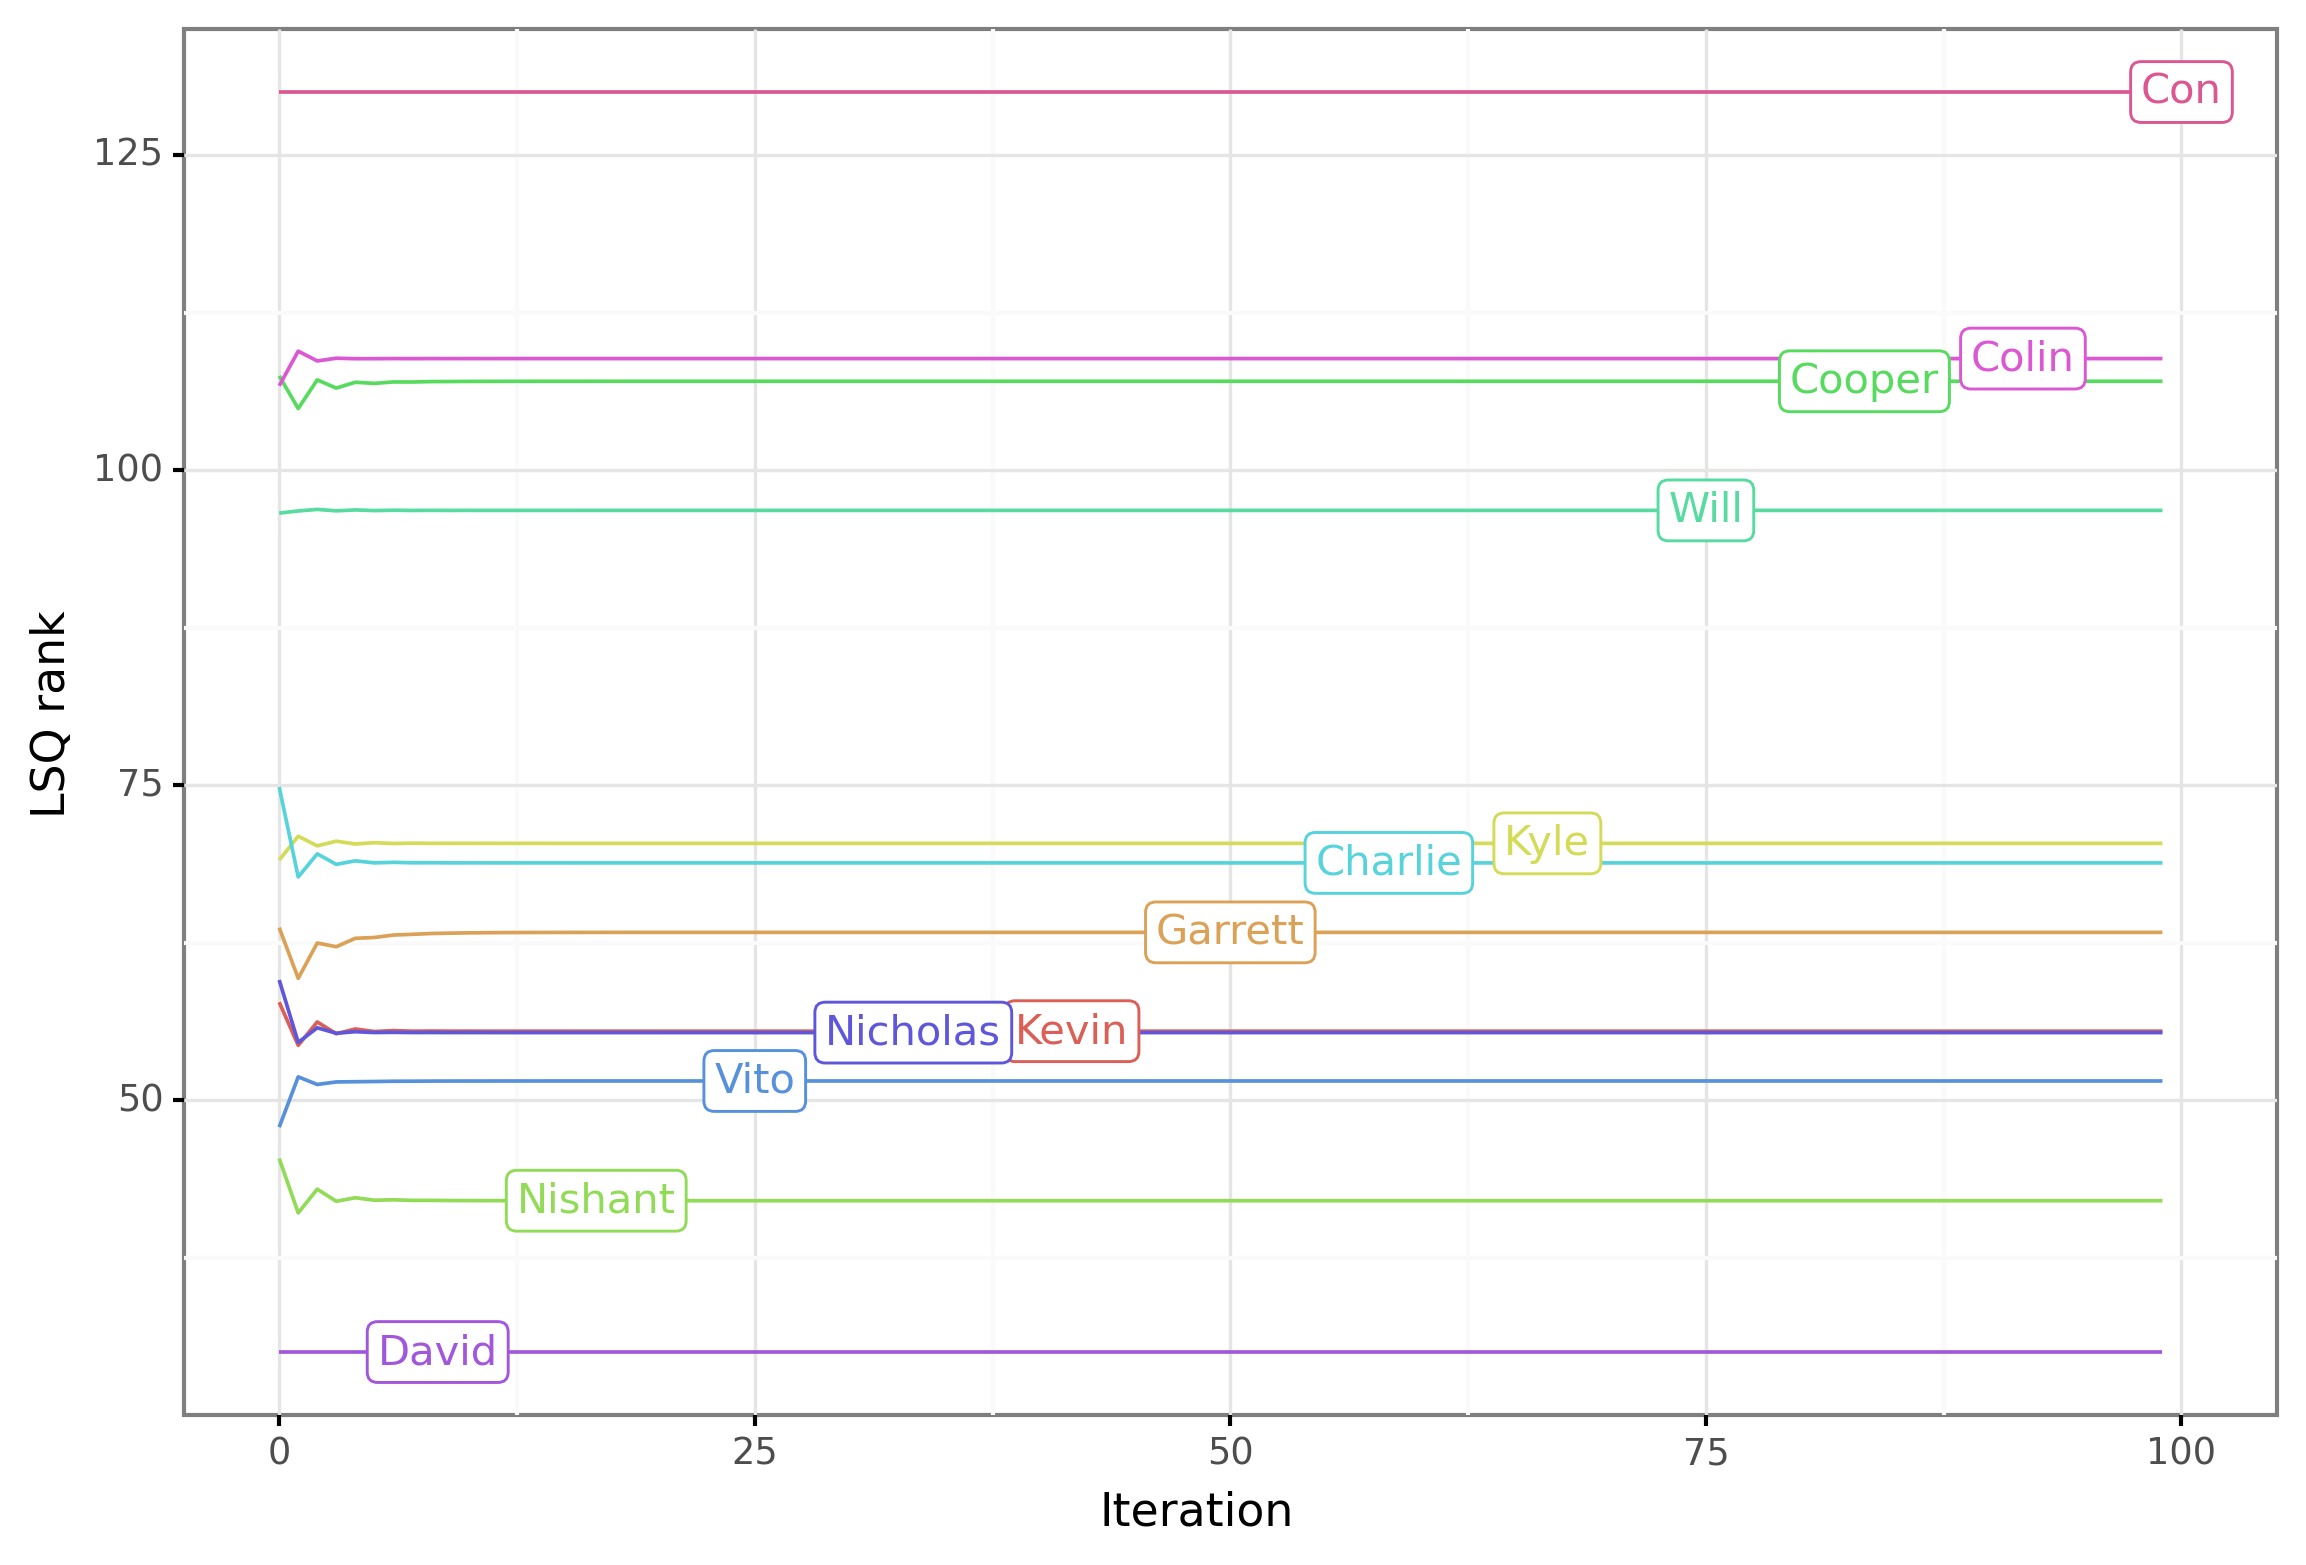 Con
125
Colin
Cooper
100
Will
75
Kyle
Charlie
Garrett
Nicholas
Kevin
Vito
50
Nishant
David
0 25 50 75 100
Iteration
LSQ rank